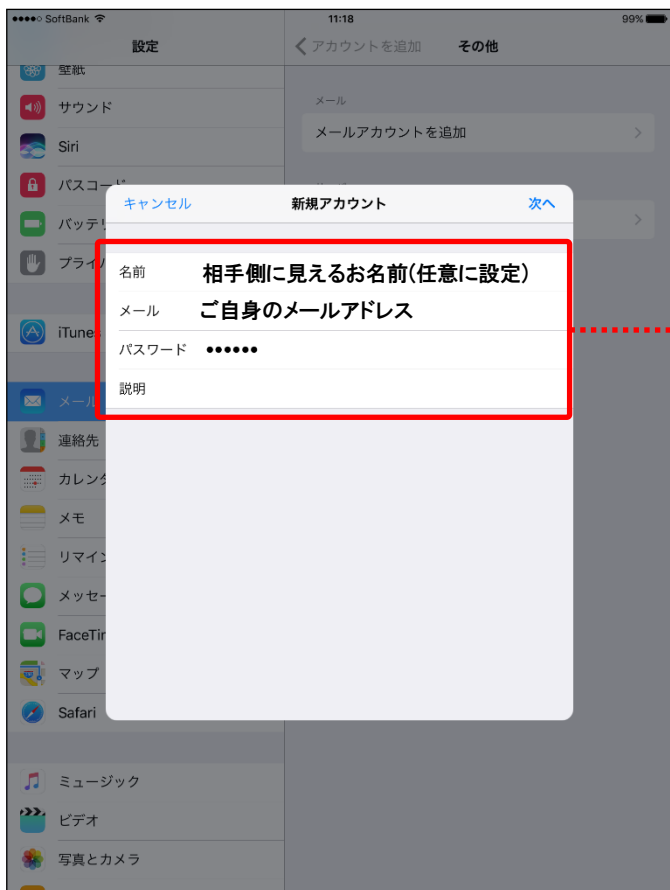 SoftBank 11:18 99%
設定
アカウントを追加 その他
壁紙
サウンド
Siri
パスコード
バッテリ
プライバ
iTunes
メール
連絡先
カレンダ
メモ
リマイン
メッセー
FaceTim
マップ
Safari
ミュージック
ビデオ
写真とカメラ
メール
メールアカウントを追加
キャンセル 新規アカウント 次へ
名前 相手側に見えるお名前(任意に設定)
メール ご自身のメールアドレス
パスワード ●●●●●●
説明